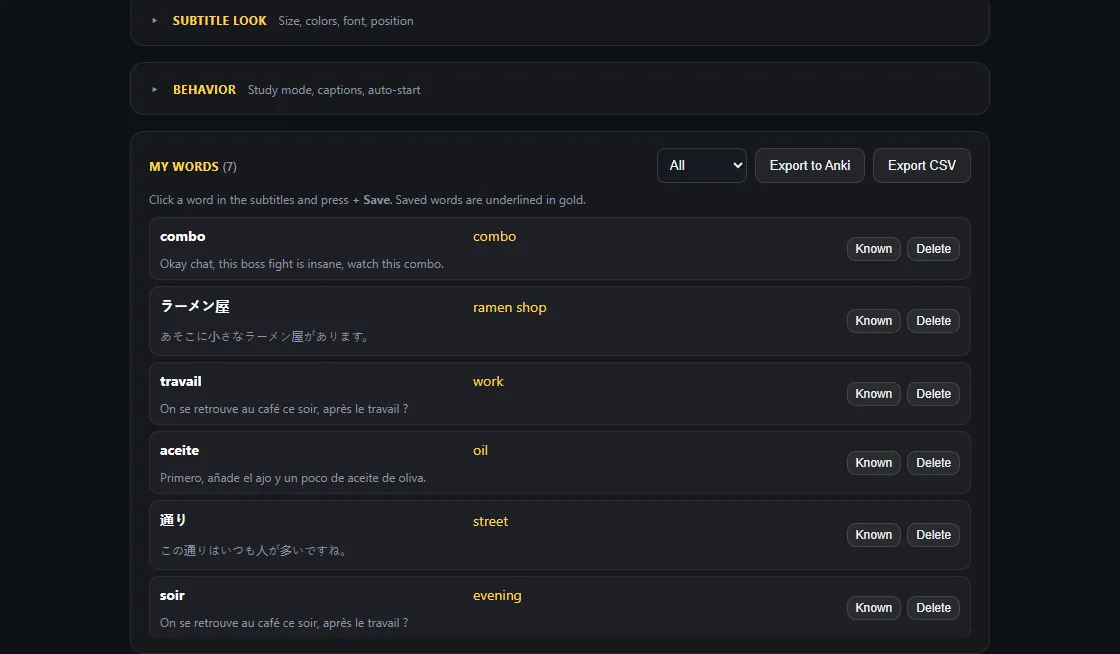 SUBTITLE LOOK Size, colors, font, position
BEHAVIOR Study mode, captions, auto-start
MY WORDS (7) All Export to Anki Export CSV
Click a word in the subtitles and press + Save. Saved words are underlined in gold.
combo combo Known Delete
Okay chat, this boss fight is insane, watch this combo.
ラーメン屋 ramen shop Known Delete
あそこに小さなラーメン屋があります。
travail work Known Delete
On se retrouve au café ce soir, après le travail ?
aceite oil Known Delete
Primero, añade el ajo y un poco de aceite de oliva.
通り street Known Delete
この通りはいつも人が多いですね。
soir evening Known Delete
On se retrouve au café ce soir, après le travail ?